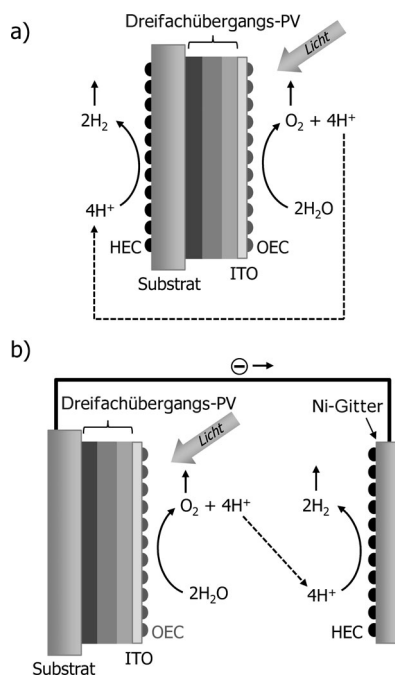 a)
Dreifachübergangs-PV
Licht
2H₂
O₂ + 4H⁺
4H⁺
2H₂O
HEC
OEC
Substrat
ITO
b)
⊖ →
Dreifachübergangs-PV
Ni-Gitter
Licht
O₂ + 4H⁺
2H₂
2H₂O
4H⁺
OEC
HEC
Substrat
ITO